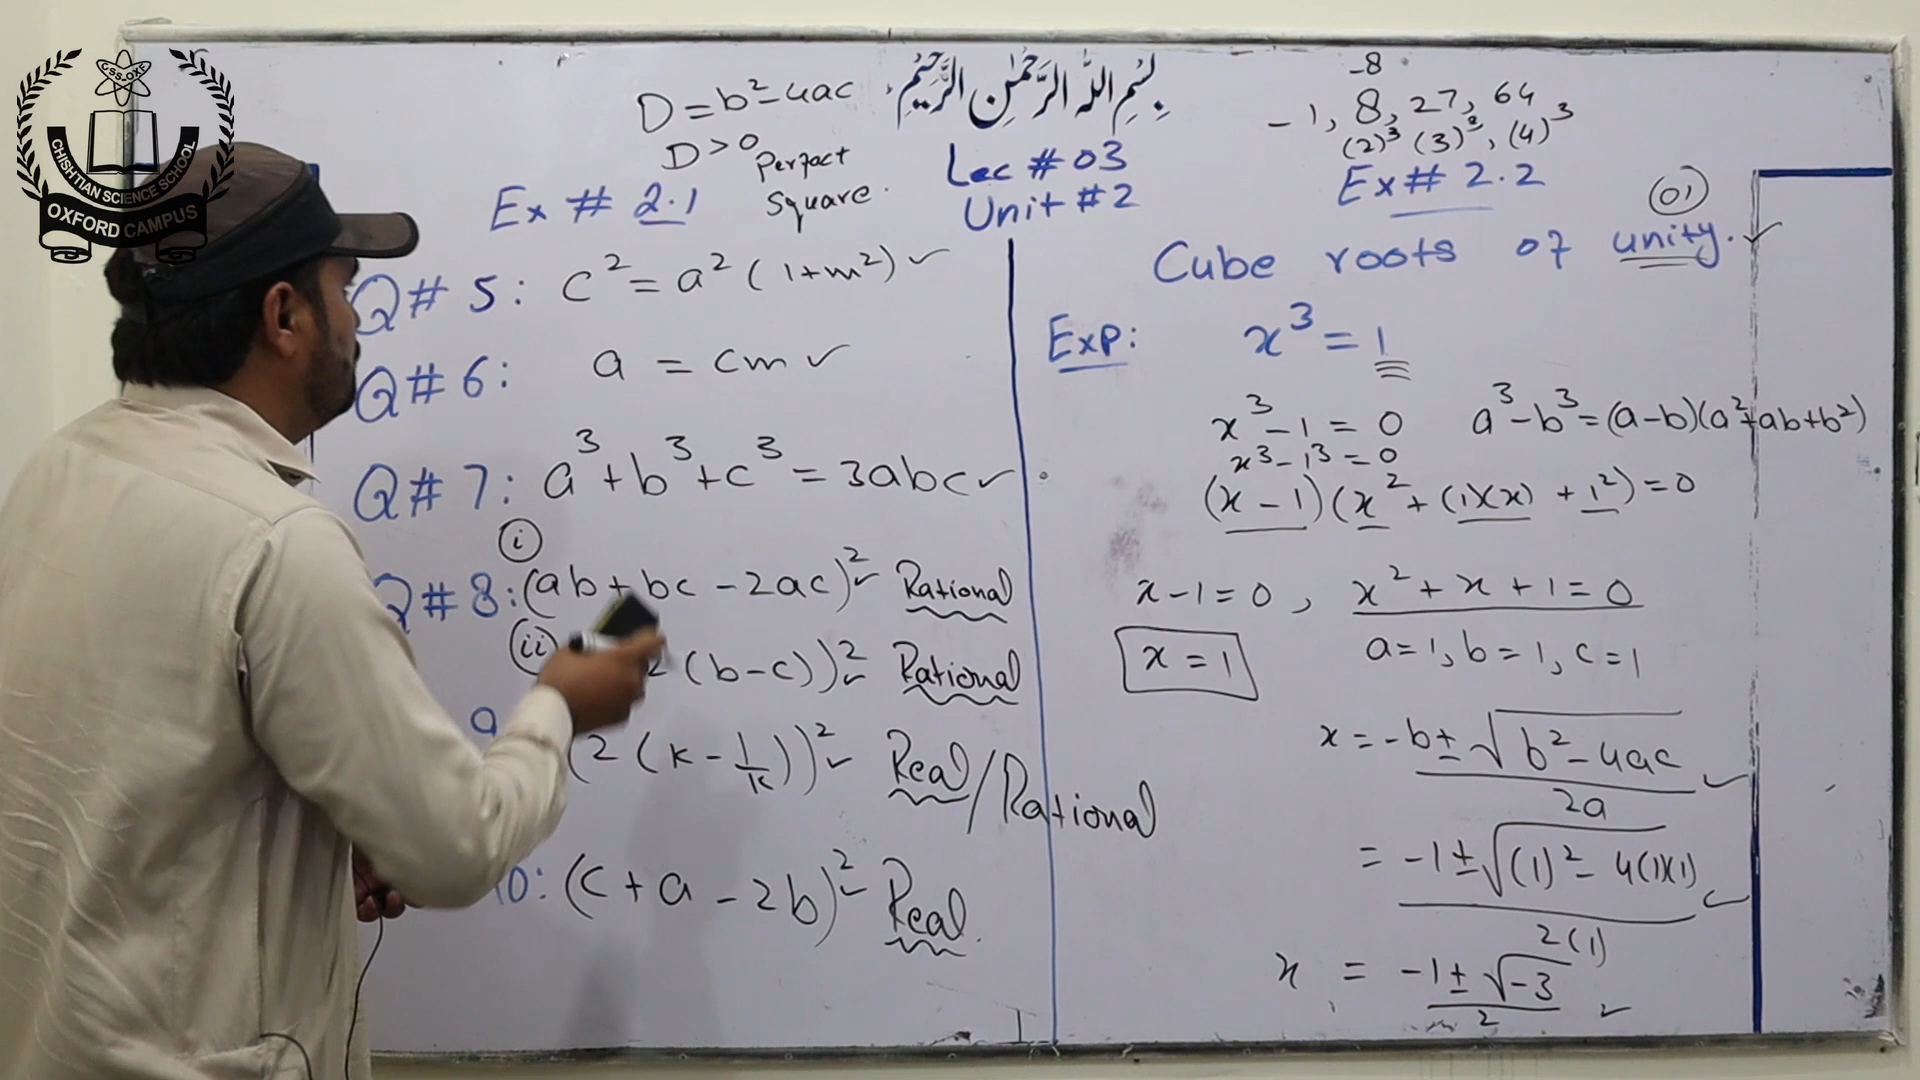 CSS-OXF
CHISHTIAN SCIENCE SCHOOL
OXFORD CAMPUS
بِسْمِ اللهِ الرَّحْمٰنِ الرَّحِيْمِ
D = b² - 4ac
D > 0 Perfact
Square.
Lec # 03
Unit # 2
Ex # 2.1
Q# 5: c² = a² (1+m²) ✓
Q# 6: a = cm ✓
Q# 7: a³ + b³ + c³ = 3abc ✓
(i)
Q# 8: (ab + bc - 2ac)² ✓ Rational
(ii) 2 (b - c))² ✓ Rational
9 (2 (k - 1/k))² ✓ Real/Rational
10: (c + a - 2b)² ✓ Real.
-8
-1, 8, 27, 64
(2)³ (3)³, (4)³
Ex# 2.2
(01)
Cube roots of unity. ✓
Exp: x³ = 1
x³ - 1 = 0 a³ - b³ = (a-b)(a²+ab+b²)
x³ - 1³ = 0
(x - 1)(x² + (1)(x) + 1²) = 0
x - 1 = 0 , x² + x + 1 = 0
x = 1 a = 1, b = 1, c = 1
x = -b ± √b² - 4ac ✓
2a
= -1 ± √(1)² - 4(1)(1) ✓
2(1)
x = -1 ± √-3 ✓
2